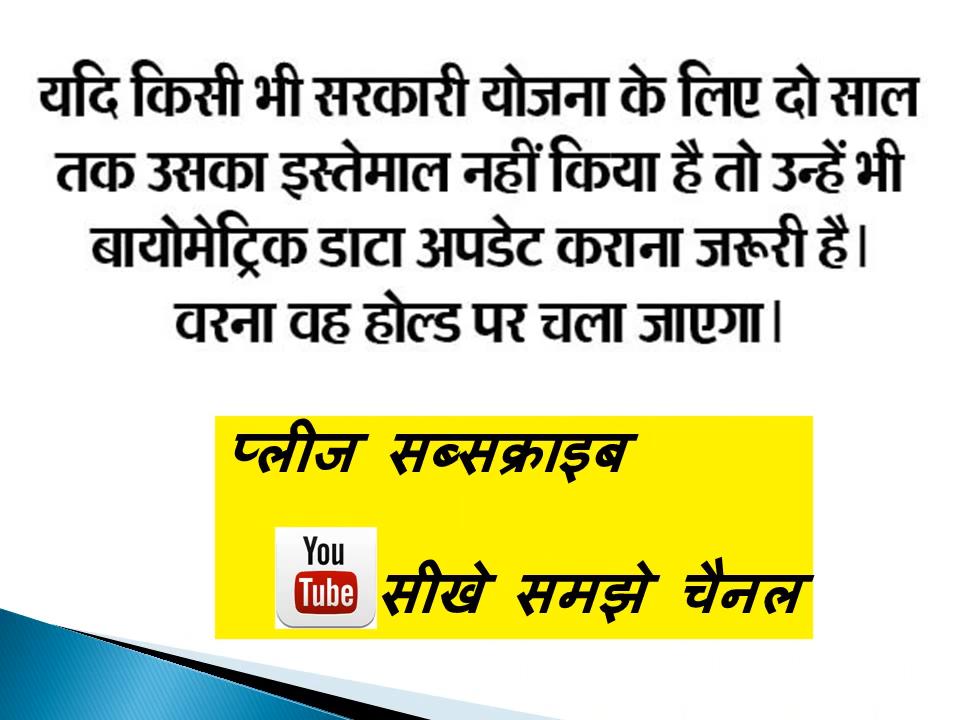 यदि किसी भी सरकारी योजना के लिए दो साल
तक उसका इस्तेमाल नहीं किया है तो उन्हें भी
बायोमेट्रिक डाटा अपडेट कराना जरूरी है।
वरना वह होल्ड पर चला जाएगा।
प्लीज सब्सक्राइब
You
Tube
सीखे समझे चैनल